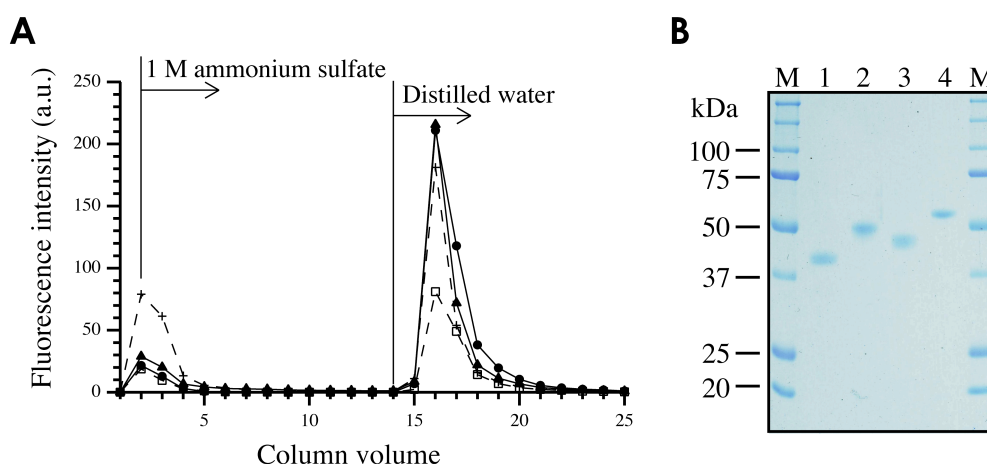 A
B
1 M ammonium sulfate
Distilled water
Fluorescence intensity (a.u.)
250
200
150
100
50
0
5
10
15
20
25
Column volume
M 1 2 3 4 M
kDa
100
75
50
37
25
20